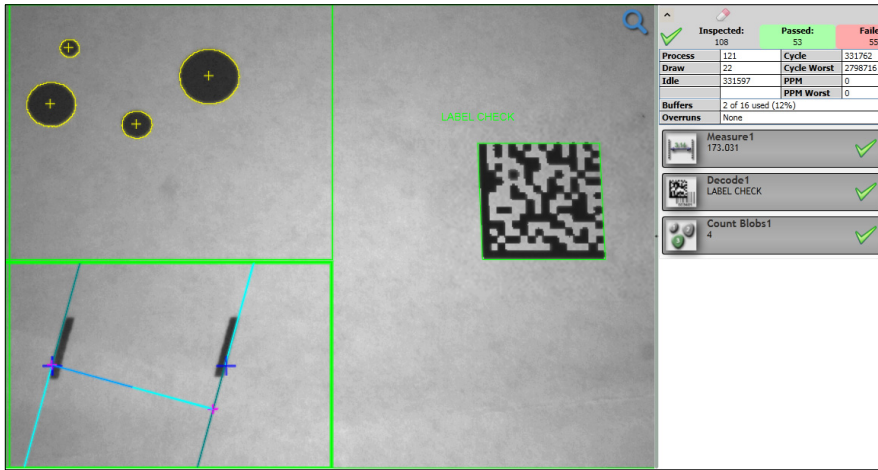 LABEL CHECK
Inspected: Passed: Faile
108 53 55
Process 121 Cycle 331762
Draw 22 Cycle Worst 2798716
Idle 331597 PPM 0
PPM Worst 0
Buffers 2 of 16 used (12%)
Overruns None
Measure1
173.031
Decode1
LABEL CHECK
Count Blobs1
4